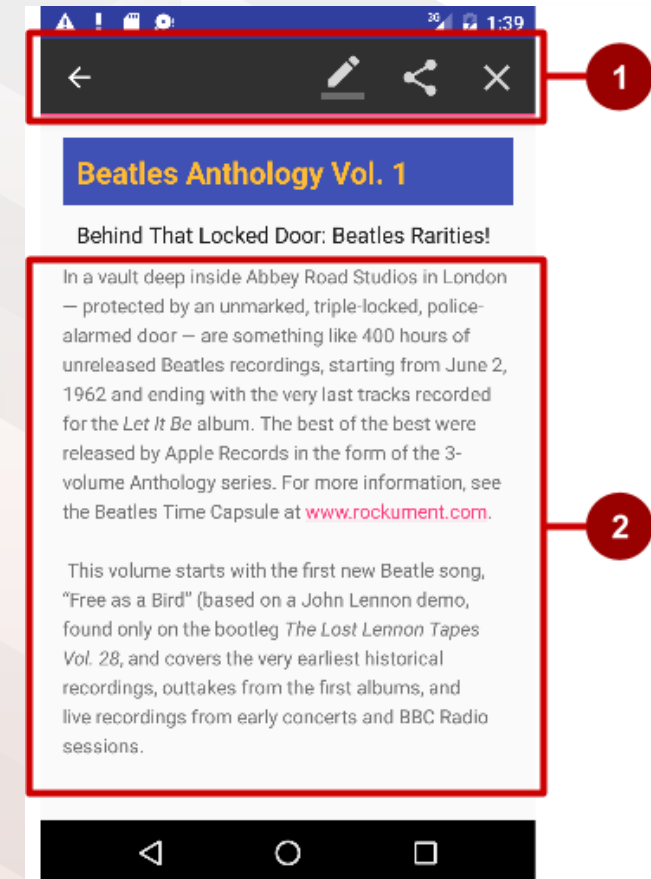 3G 1:39
1
Beatles Anthology Vol. 1
Behind That Locked Door: Beatles Rarities!
In a vault deep inside Abbey Road Studios in London
— protected by an unmarked, triple-locked, police-
alarmed door — are something like 400 hours of
unreleased Beatles recordings, starting from June 2,
1962 and ending with the very last tracks recorded
for the Let It Be album. The best of the best were
released by Apple Records in the form of the 3-
volume Anthology series. For more information, see
the Beatles Time Capsule at www.rockument.com.
2
This volume starts with the first new Beatle song,
“Free as a Bird” (based on a John Lennon demo,
found only on the bootleg The Lost Lennon Tapes
Vol. 28, and covers the very earliest historical
recordings, outtakes from the first albums, and
live recordings from early concerts and BBC Radio
sessions.